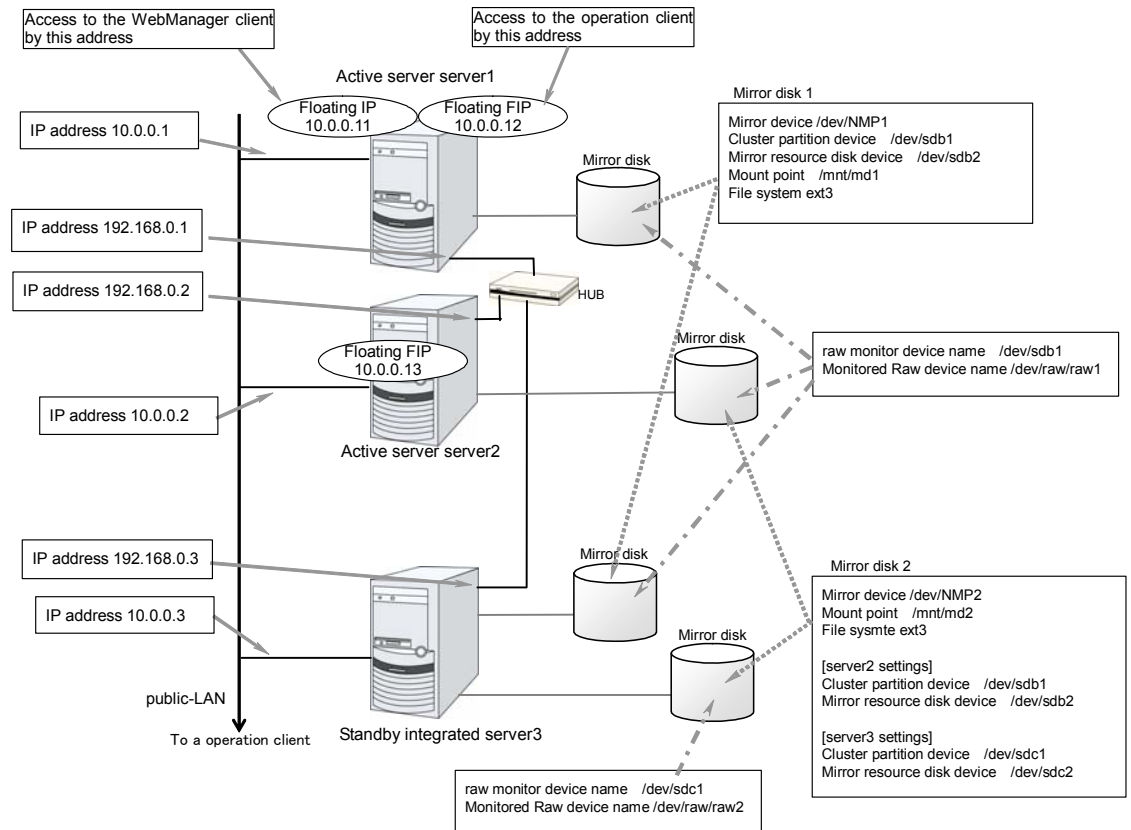 Access to the WebManager client
by this address
Access to the operation client
by this address
Active server server1
Floating IP
10.0.0.11
Floating FIP
10.0.0.12
Mirror disk 1
IP address 10.0.0.1
Mirror device /dev/NMP1
Cluster partition device /dev/sdb1
Mirror resource disk device /dev/sdb2
Mount point /mnt/md1
File system ext3
Mirror disk
IP address 192.168.0.1
IP address 192.168.0.2
HUB
Mirror disk
Floating FIP
10.0.0.13
raw monitor device name /dev/sdb1
Monitored Raw device name /dev/raw/raw1
IP address 10.0.0.2
Active server server2
IP address 192.168.0.3
Mirror disk
Mirror disk 2
Mirror device /dev/NMP2
Mount point /mnt/md2
File sysmte ext3
[server2 settings]
Cluster partition device /dev/sdb1
Mirror resource disk device /dev/sdb2
[server3 settings]
Cluster partition device /dev/sdc1
Mirror resource disk device /dev/sdc2
IP address 10.0.0.3
Mirror disk
public-LAN
To a operation client
Standby integrated server3
raw monitor device name /dev/sdc1
Monitored Raw device name /dev/raw/raw2